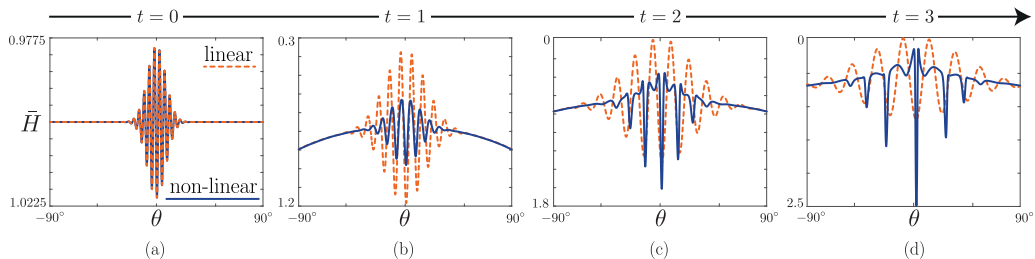 t = 0 t = 1 t = 2 t = 3
0.9775 0.3 0 0
linear
H̄
non-linear
1.0225 1.2 1.8 2.5
−90° θ 90° −90° θ 90° −90° θ 90° −90° θ 90°
(a) (b) (c) (d)